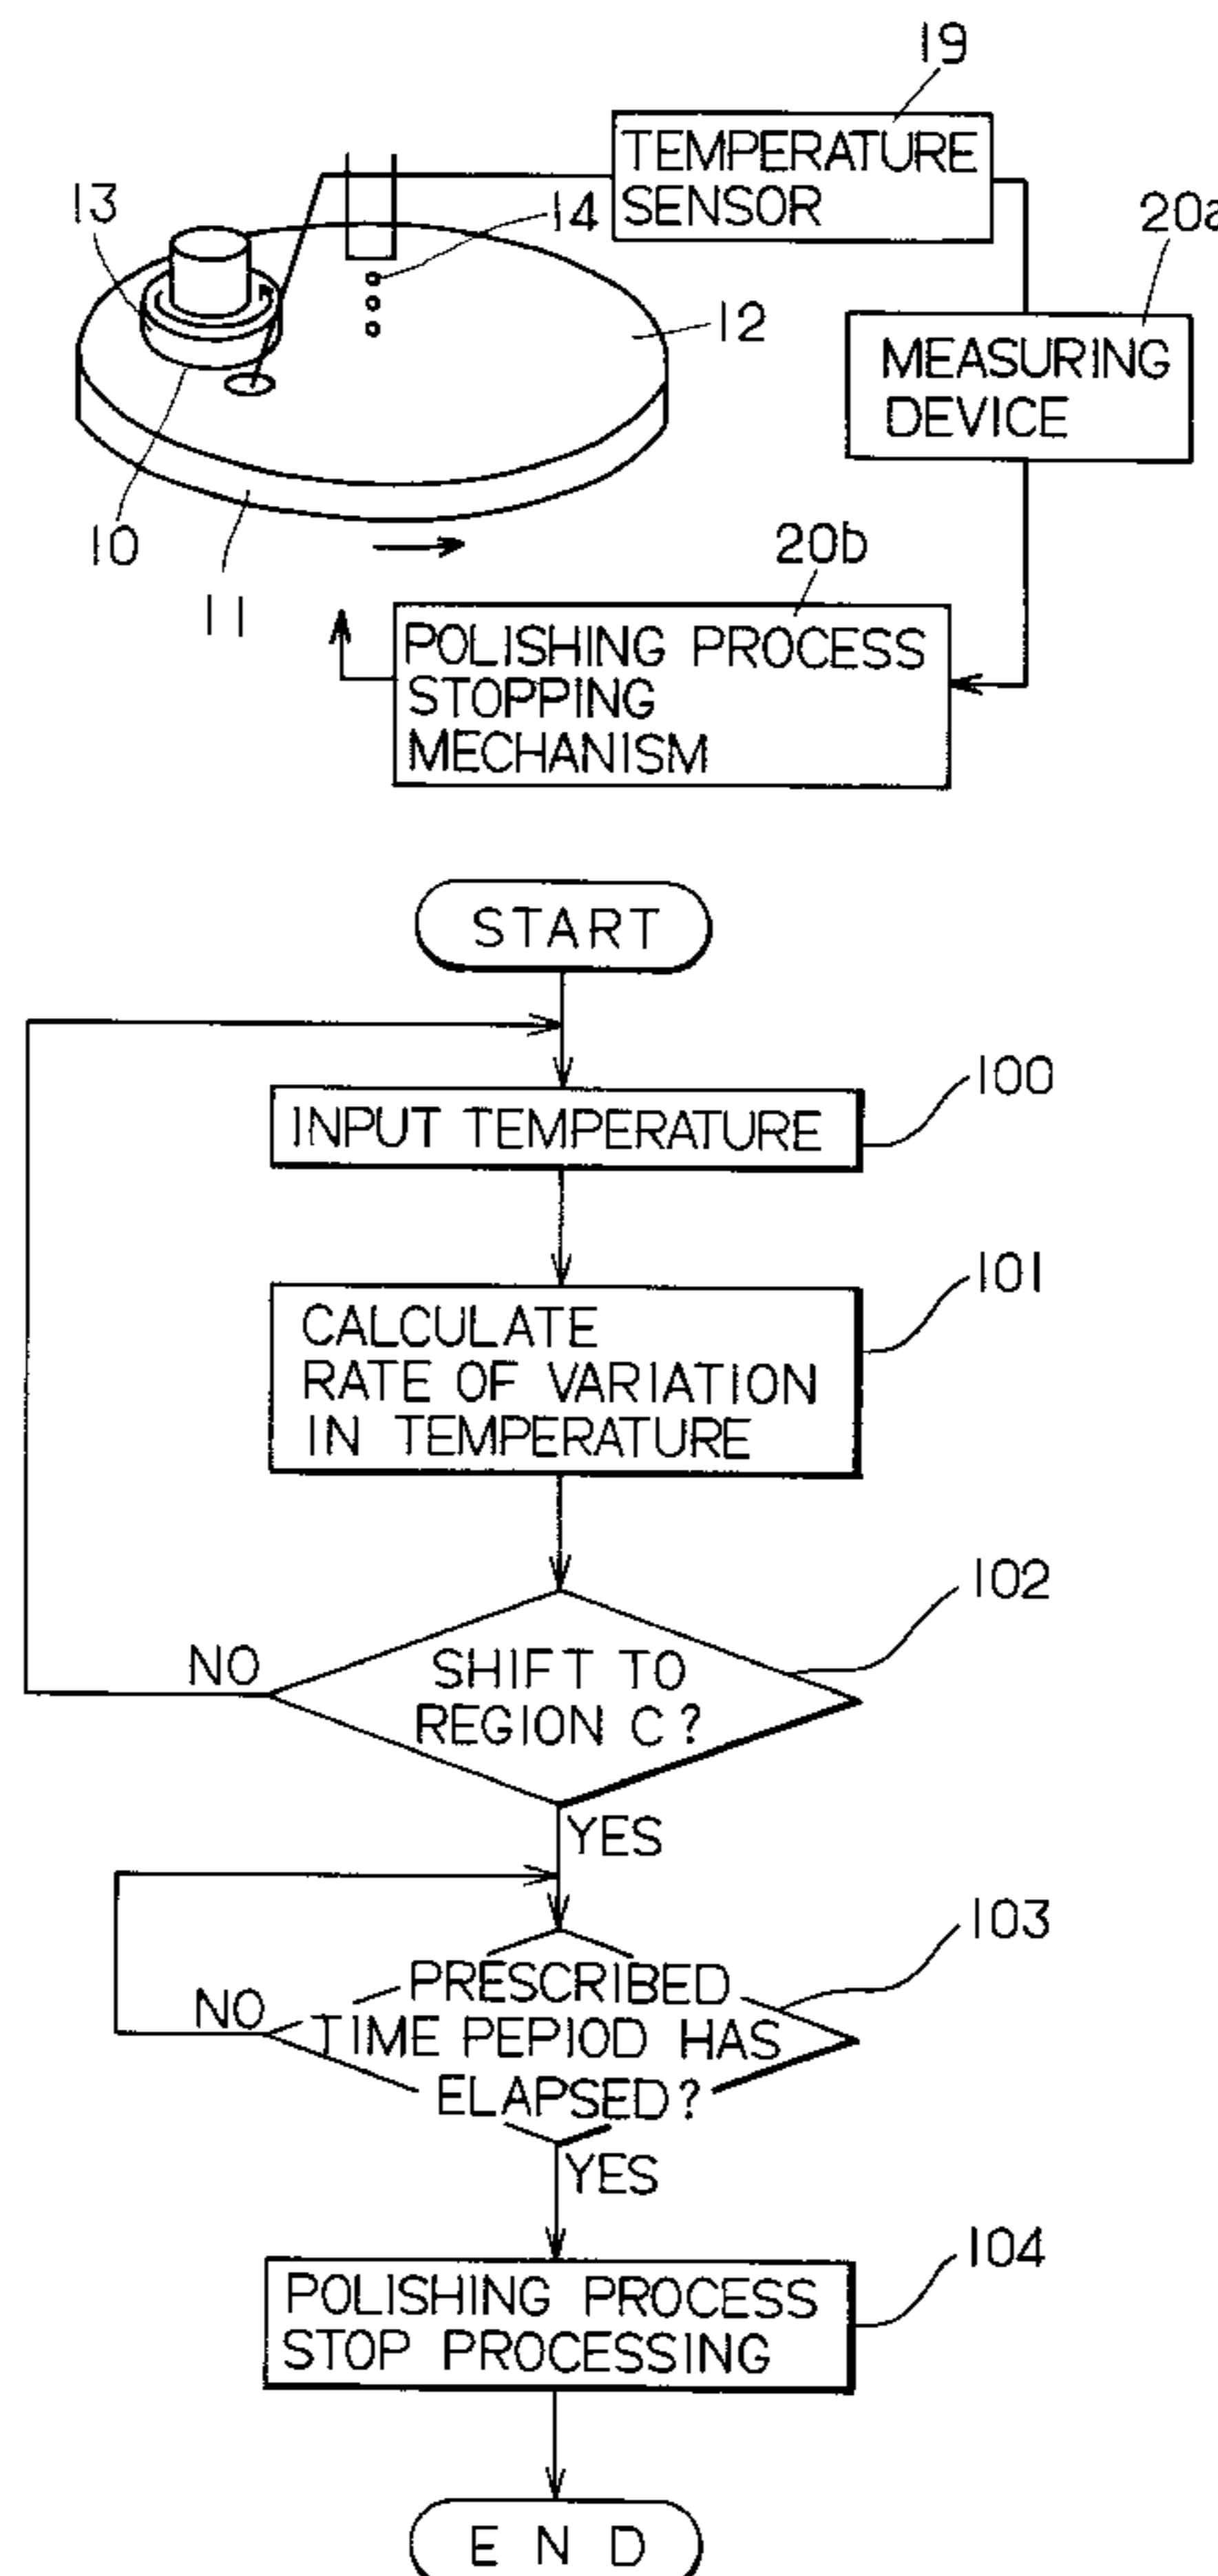 19
TEMPERATURE
SENSOR
13
14
20a
12
MEASURING
DEVICE
10
11
20b
POLISHING PROCESS
STOPPING
MECHANISM
START
100
INPUT TEMPERATURE
101
CALCULATE
RATE OF VARIATION
IN TEMPERATURE
102
NO
SHIFT TO
REGION C?
YES
103
NO
PRESCRIBED
TIME PEPIOD HAS
ELAPSED?
YES
104
POLISHING PROCESS
STOP PROCESSING
END